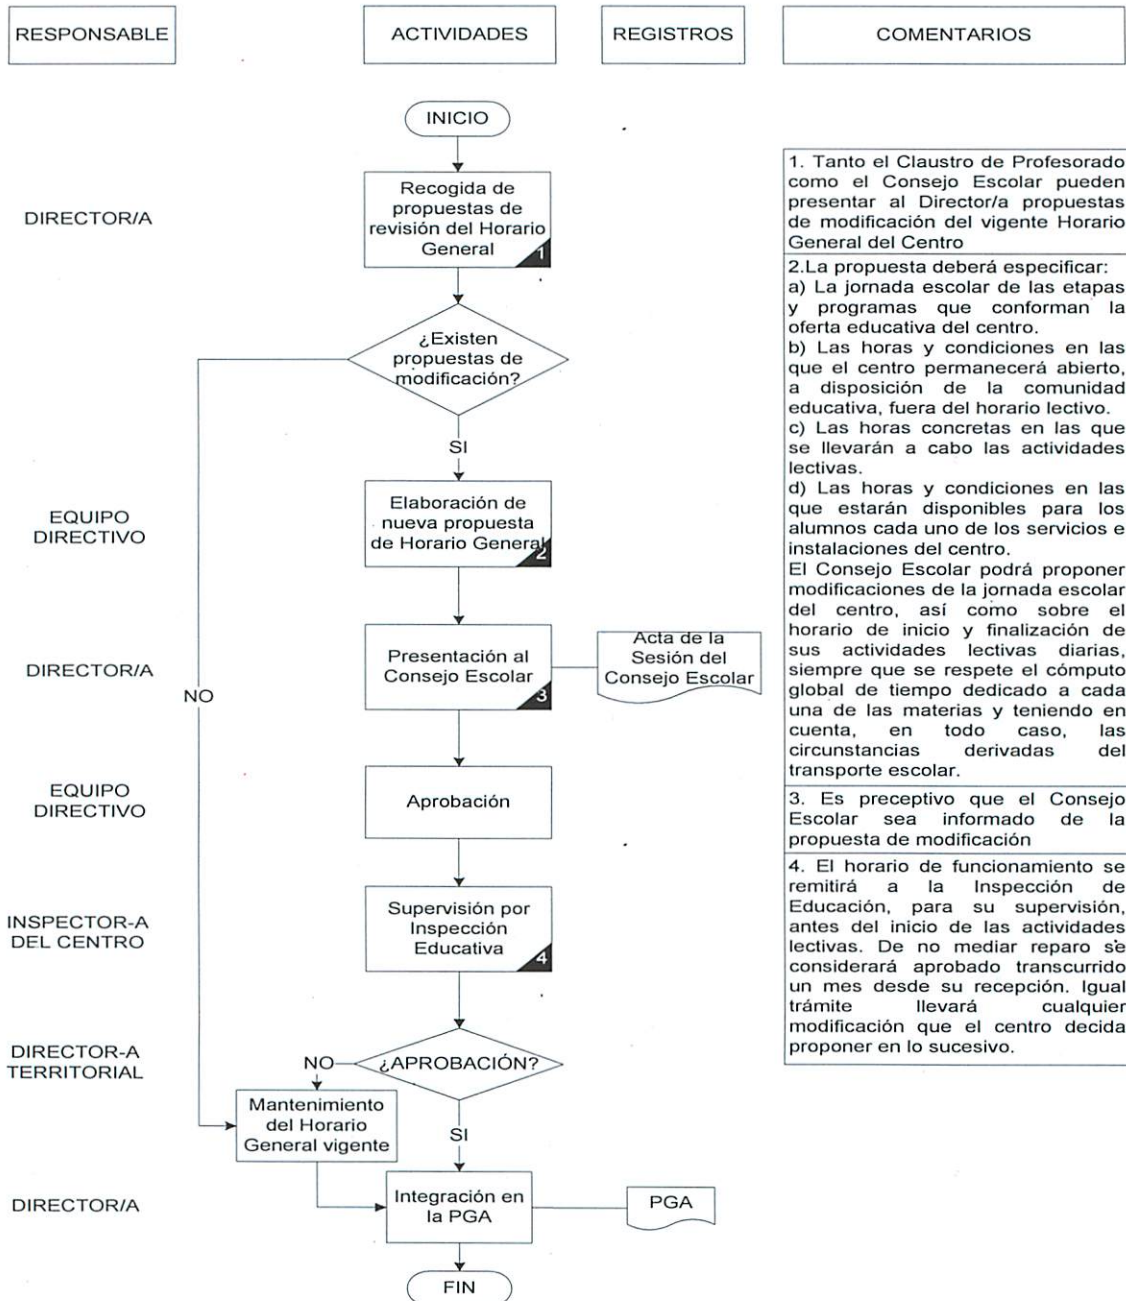 RESPONSABLE
ACTIVIDADES
REGISTROS
COMENTARIOS
INICIO
DIRECTOR/A
Recogida de
propuestas de
revisión del Horario
General
1
¿Existen
propuestas de
modificación?
SI
NO
EQUIPO
DIRECTIVO
Elaboración de
nueva propuesta
de Horario General
2
DIRECTOR/A
Presentación al
Consejo Escolar
3
Acta de la
Sesión del
Consejo Escolar
EQUIPO
DIRECTIVO
Aprobación
INSPECTOR-A
DEL CENTRO
Supervisión por
Inspección
Educativa
4
DIRECTOR-A
TERRITORIAL
¿APROBACIÓN?
NO
SI
Mantenimiento
del Horario
General vigente
DIRECTOR/A
Integración en
la PGA
PGA
FIN
1. Tanto el Claustro de Profesorado
como el Consejo Escolar pueden
presentar al Director/a propuestas
de modificación del vigente Horario
General del Centro
2.La propuesta deberá especificar:
a) La jornada escolar de las etapas
y programas que conforman la
oferta educativa del centro.
b) Las horas y condiciones en las
que el centro permanecerá abierto,
a disposición de la comunidad
educativa, fuera del horario lectivo.
c) Las horas concretas en las que
se llevarán a cabo las actividades
lectivas.
d) Las horas y condiciones en las
que estarán disponibles para los
alumnos cada uno de los servicios e
instalaciones del centro.
El Consejo Escolar podrá proponer
modificaciones de la jornada escolar
del centro, así como sobre el
horario de inicio y finalización de
sus actividades lectivas diarias,
siempre que se respete el cómputo
global de tiempo dedicado a cada
una de las materias y teniendo en
cuenta, en todo caso, las
circunstancias derivadas del
transporte escolar.
3. Es preceptivo que el Consejo
Escolar sea informado de la
propuesta de modificación
4. El horario de funcionamiento se
remitirá a la Inspección de
Educación, para su supervisión,
antes del inicio de las actividades
lectivas. De no mediar reparo se
considerará aprobado transcurrido
un mes desde su recepción. Igual
trámite llevará cualquier
modificación que el centro decida
proponer en lo sucesivo.